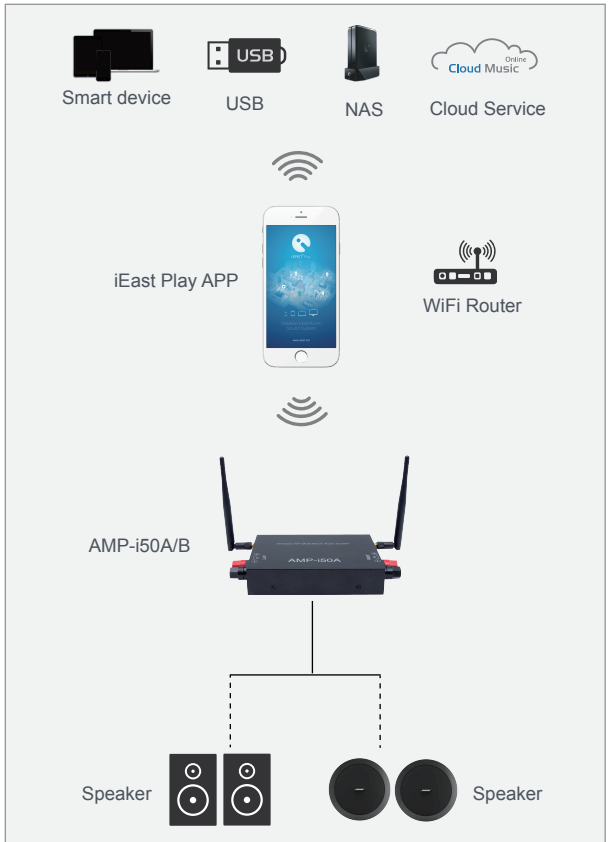 USB
Online
Cloud Music
Smart device
USB
NAS
Cloud Service
iEast Play APP
WiFi Router
AMP-i50A/B
AMP-i50A
Speaker
Speaker